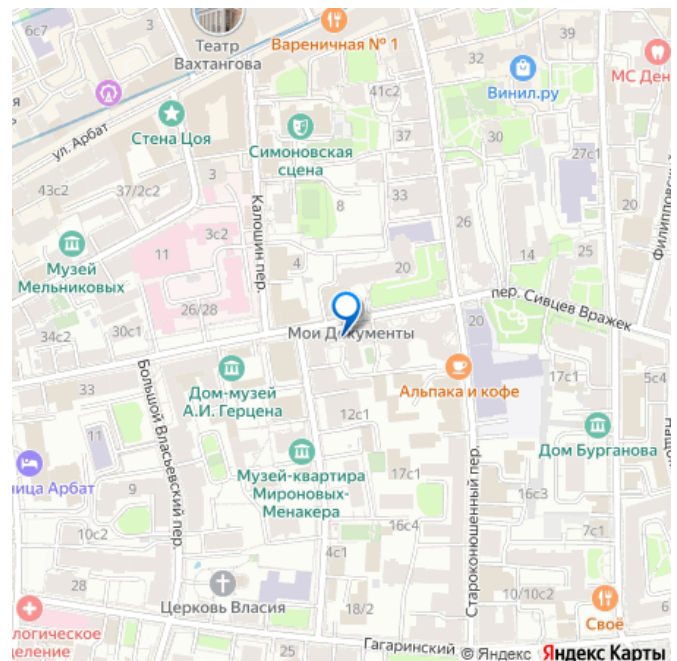 6с7
3
Театр
Вахтангова
Вареничная № 1
39
32
МС Ден
41с2
Винил.ру
ул. Арбат
Стена Цоя
37
30
Симоновская
сцена
27с1
3
43с2
37/2с2
Калошин пер.
33
20
Филипповский
8
26
3с2
11
Музей
Мельниковых
4
20
14
25
26/28
пер. Сивцев Вражек
34с2
30с1
Мои Документы
20
33
Большой Власьевский пер.
Дом-музей
А.И. Герцена
Альпака и кофе
17с1
5с4
12с1
11
Дом Бурганова
ница Арбат
9
Музей-квартира
Мироновых-
Менакера
17с1
Староконюшенный пер.
16с3
10с2
16с4
7с1
4с1
28
Церковь Власия
18/2
10/10с2
6
Своё
логическое
еление
25
Гагаринский
© Яндекс Яндекс Карты